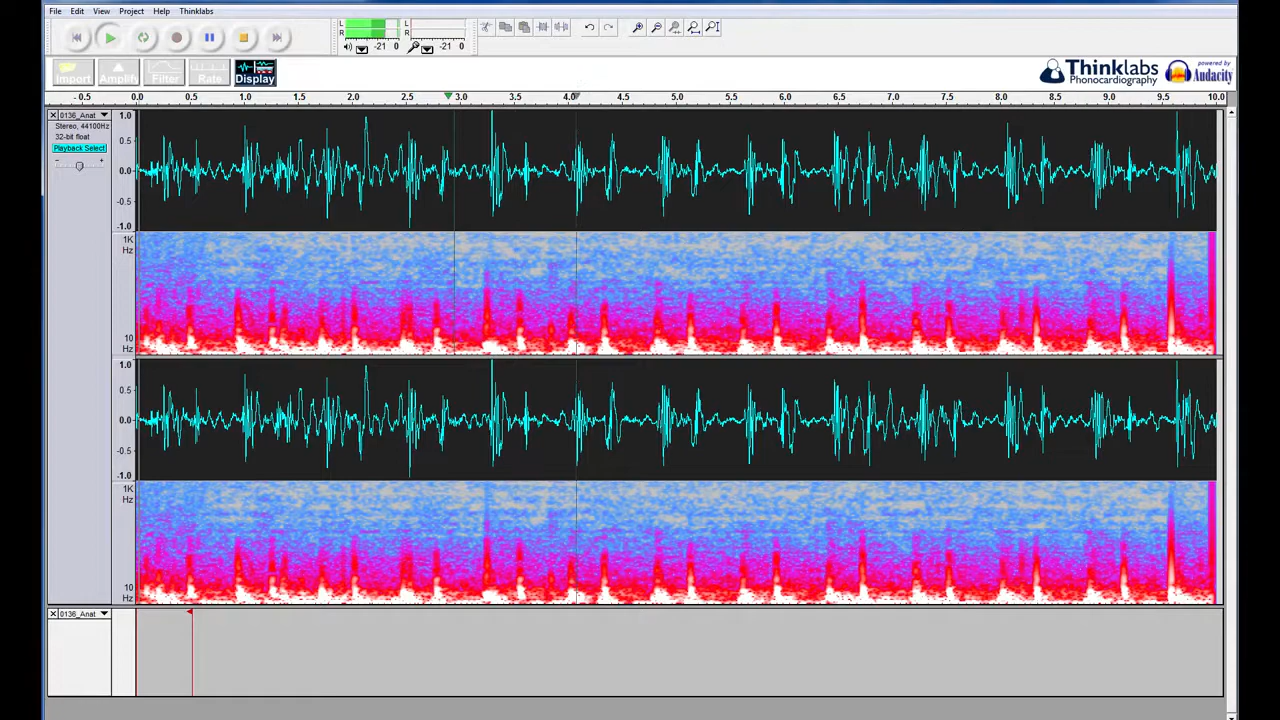 File Edit View Project Help Thinklabs
L
R
-21 0
L
R
-21 0
Import Amplify Filter Rate Display
Thinklabs
Phonocardiography
powered by
Audacity
-0.5 0.0 0.5 1.0 1.5 2.0 2.5 3.0 3.5 4.0 4.5 5.0 5.5 6.0 6.5 7.0 7.5 8.0 8.5 9.0 9.5 10.0
0136_Anat
Stereo, 44100Hz
32-bit float
Playback Select
- +
1.0
0.5
0.0
-0.5
-1.0
1K
Hz
10
Hz
1.0
0.5
0.0
-0.5
-1.0
1K
Hz
10
Hz
0136_Anat